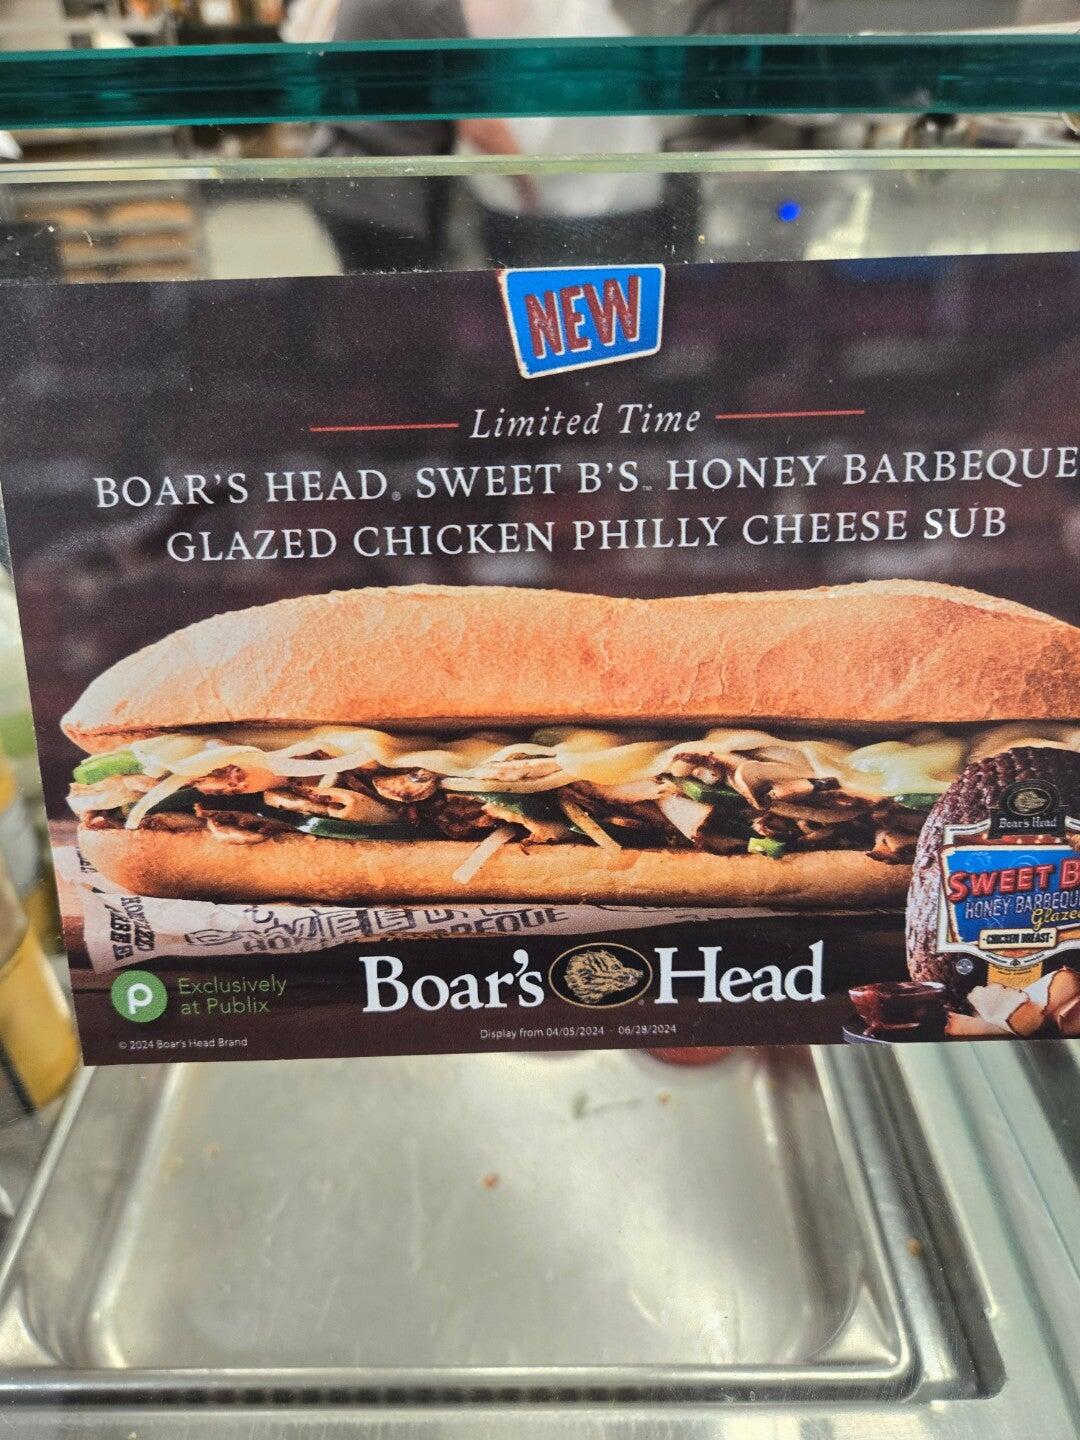 NEW
Limited Time
BOAR'S HEAD® SWEET B'S™ HONEY BARBEQUE
GLAZED CHICKEN PHILLY CHEESE SUB
Boar's Head
SWEET B
HONEY BARBEQU
Glaze
CHICKEN BREAST
P Exclusively
at Publix
Boar's Head
Display from 04/05/2024 - 06/28/2024
© 2024 Boar's Head Brand